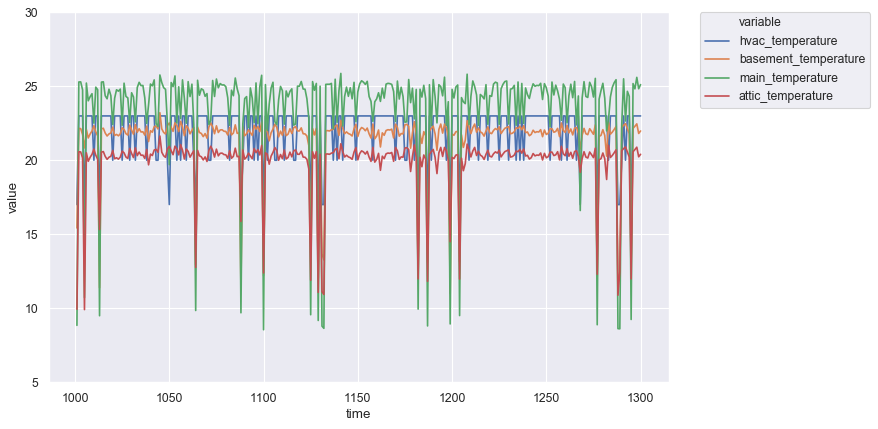 variable
hvac_temperature
basement_temperature
main_temperature
attic_temperature
30
25
20
15
10
5
value
1000 1050 1100 1150 1200 1250 1300
time